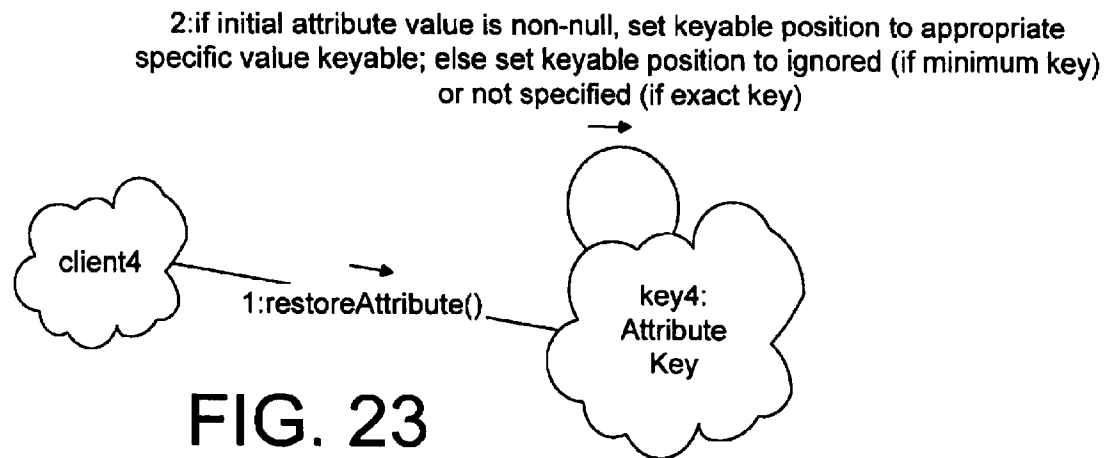 2:if initial attribute value is non-null, set keyable position to appropriate
specific value keyable; else set keyable position to ignored (if minimum key)
or not specified (if exact key)
client4
1:restoreAttribute()
key4:
Attribute
Key
FIG. 23